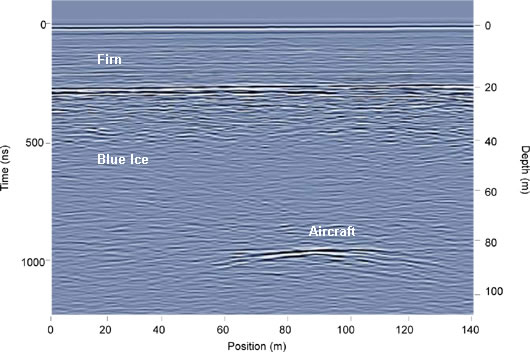 0
500
1000
Time (ns)
Firn
Blue Ice
Aircraft
0
20
40
60
80
100
Depth (m)
0
20
40
60
80
100
120
140
Position (m)